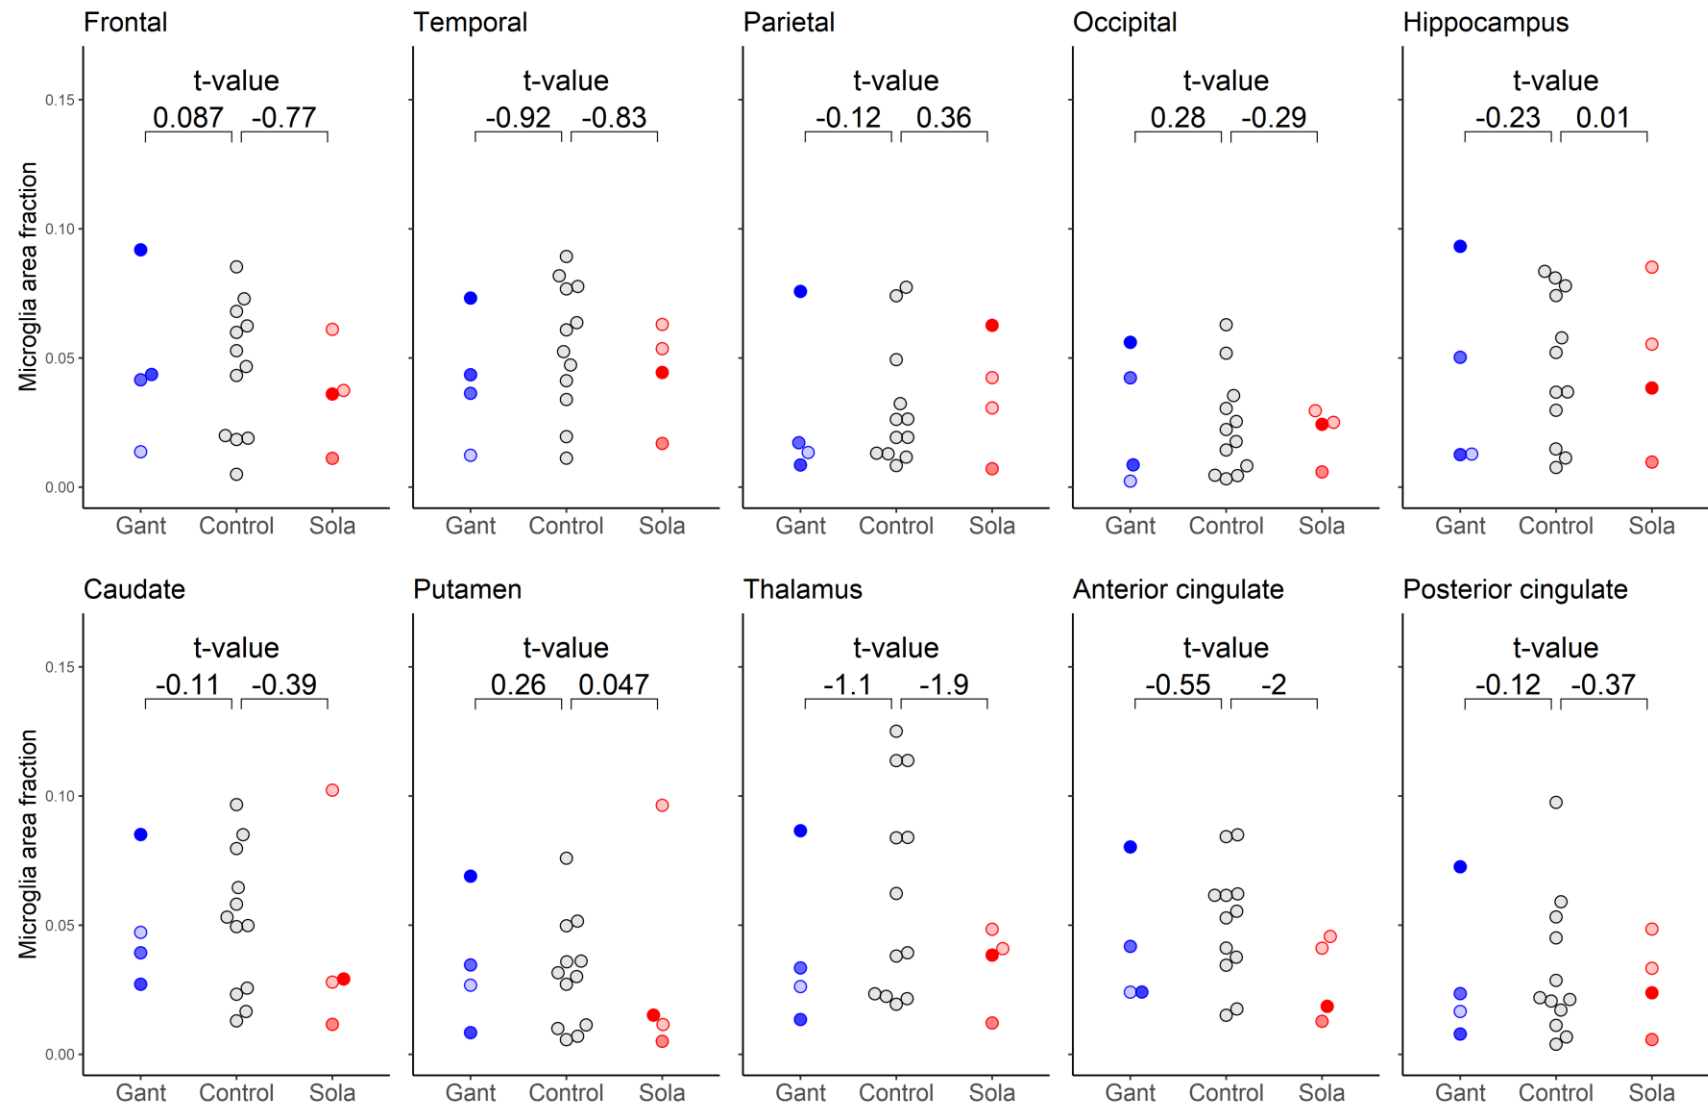 Frontal Temporal Parietal Occipital Hippocampus
t-value t-value t-value t-value t-value
0.087 -0.77 -0.92 -0.83 -0.12 0.36 0.28 -0.29 -0.23 0.01
Microglia area fraction
0.15
0.10
0.05
0.00
Gant Control Sola Gant Control Sola Gant Control Sola Gant Control Sola Gant Control Sola
Caudate Putamen Thalamus Anterior cingulate Posterior cingulate
t-value t-value t-value t-value t-value
-0.11 -0.39 0.26 0.047 -1.1 -1.9 -0.55 -2 -0.12 -0.37
Microglia area fraction
0.15
0.10
0.05
0.00
Gant Control Sola Gant Control Sola Gant Control Sola Gant Control Sola Gant Control Sola